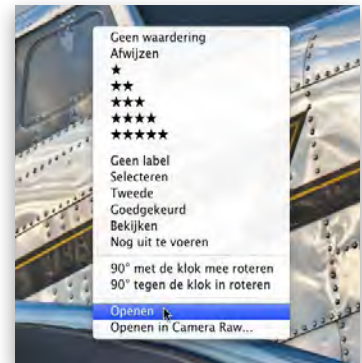 Geen waardering
Afwijzen
★
★★
★★★
★★★★
★★★★★
Geen label
Selecteren
Tweede
Goedgekeurd
Bekijken
Nog uit te voeren
90° met de klok mee roteren
90° tegen de klok in roteren
Openen
Openen in Camera Raw...